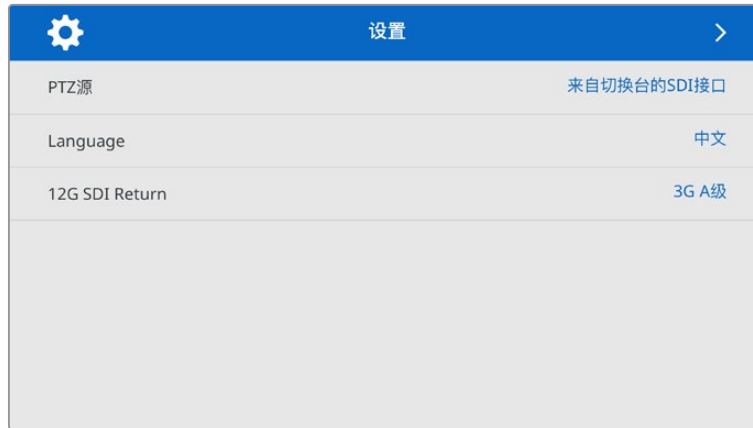 设置
PTZ源 来自切换台的SDI接口
Language 中文
12G SDI Return 3G A级